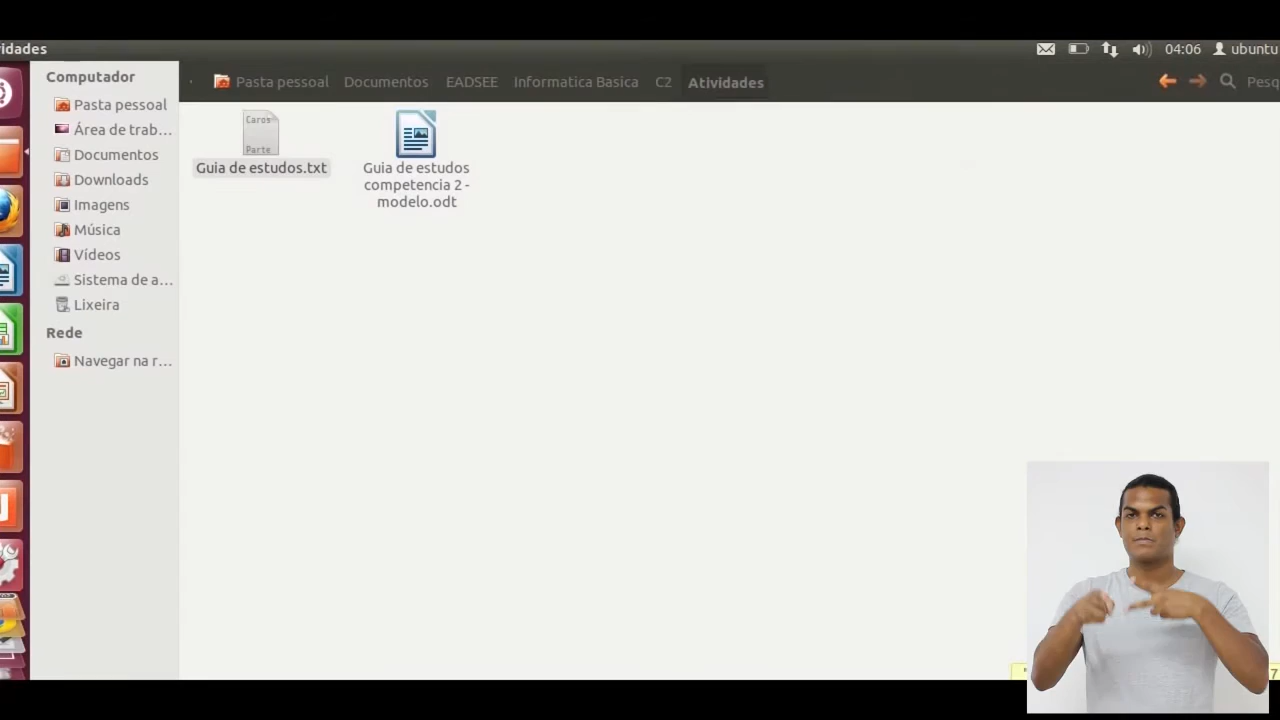 idades
04:06 ubuntu
Computador
Pasta pessoal
Área de trab...
Documentos
Downloads
Imagens
Música
Vídeos
Sistema de a...
Lixeira
Rede
Navegar na r...
Pasta pessoal Documentos EADSEE Informatica Basica C2 Atividades Pesq
Caros
Parte
Guia de estudos.txt
Guia de estudos
competencia 2 -
modelo.odt
7